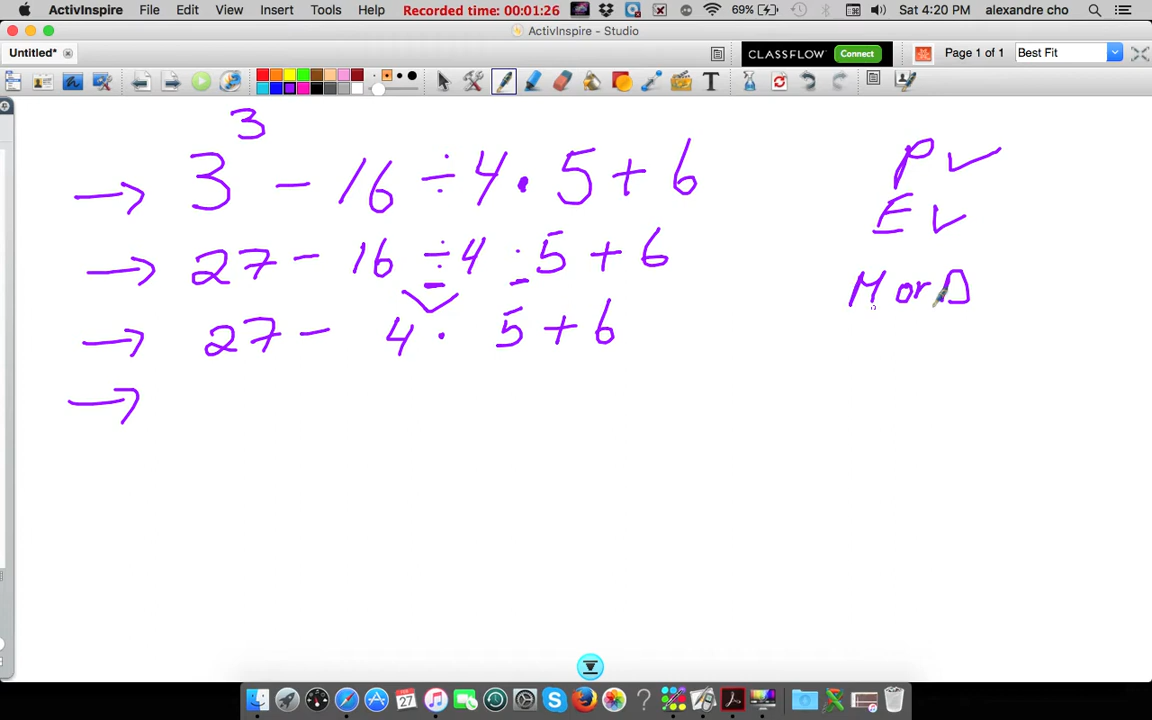 ActivInspire File Edit View Insert Tools Help Recorded time: 00:01:26 69% Sat 4:20 PM alexandre cho
ActivInspire - Studio
Untitled* CLASSFLOW Connect Page 1 of 1 Best Fit
T
3³ - 16 ÷ 4 · 5 + 6
P ✓
E ✓
→ 27 - 16 ÷ 4 · 5 + 6
M or D
→ 27 - 4 · 5 + 6
→
27